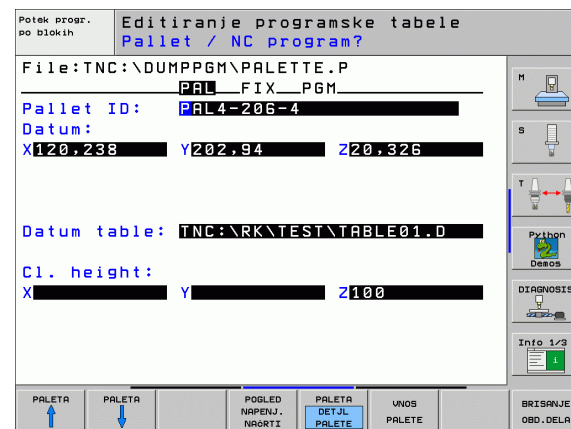 Potek progr.
po blokih
Editiranje programske tabele
Pallet / NC program?
File:TNC:\DUMPPGM\PALETTE.P
PAL FIX PGM
Pallet ID: PAL4-206-4
Datum:
X120,238 Y202,94 Z20,326
Datum table: TNC:\RK\TEST\TABLE01.D
Cl. height:
X Y Z100
M
S
T
Python
Demos
DIAGNOSIS
Info 1/3
i
PALETA
PALETA
POGLED
NAPENJ.
NAČRTI
PALETA
DETJL
PALETE
VNOS
PALETE
BRISANJE
OBD.DELA